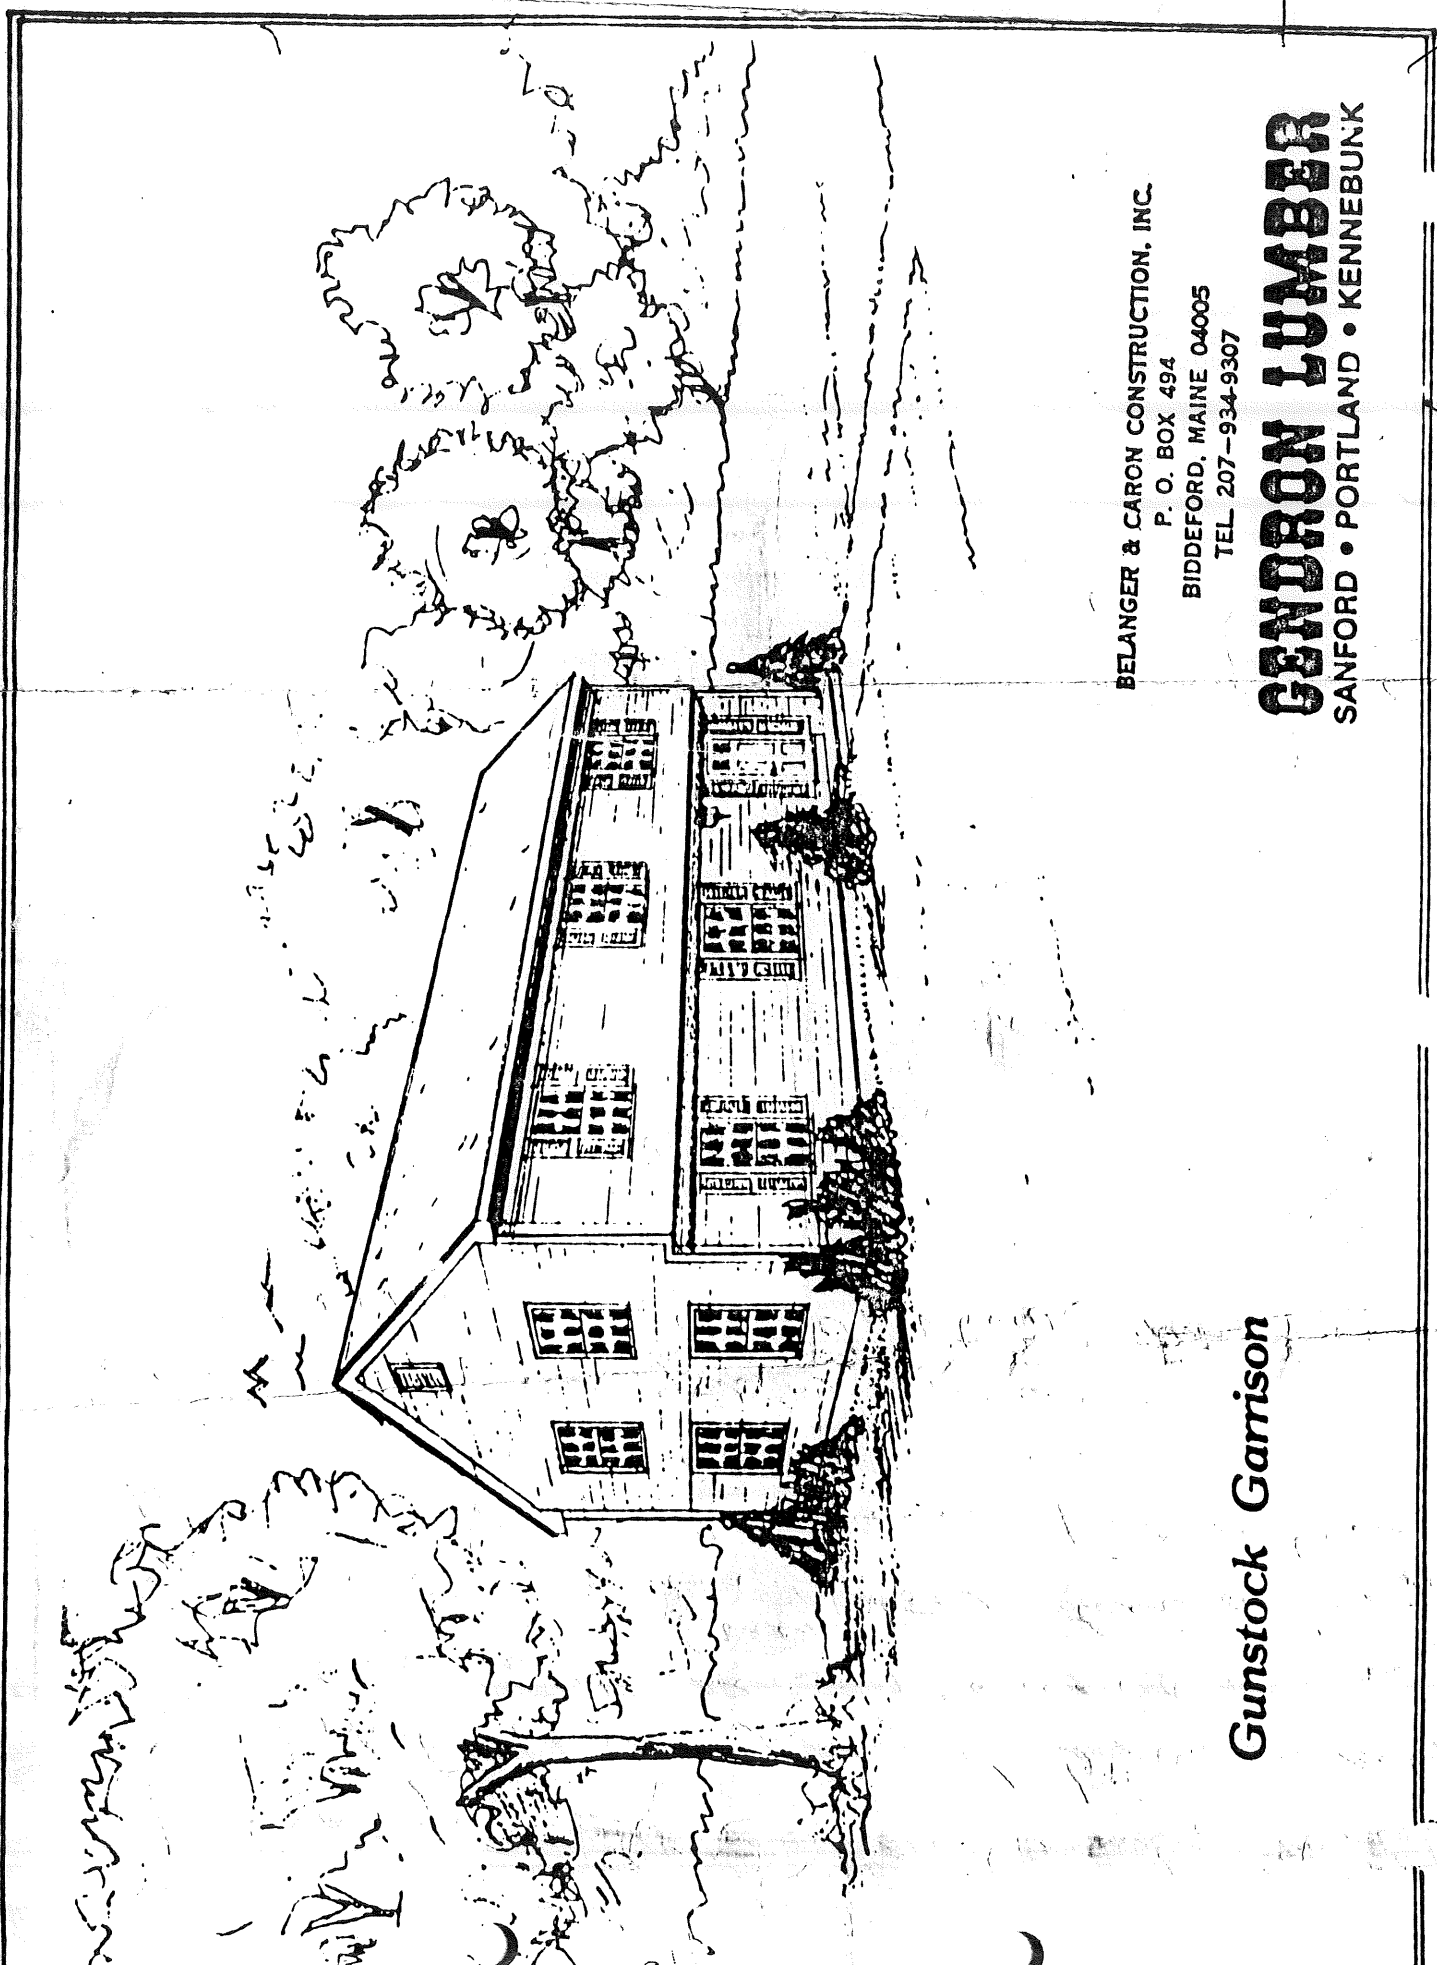 Gunstock Garrison
BELANGER & CARON CONSTRUCTION, INC.
P. O. BOX 494
BIDDEFORD, MAINE 04005
TEL. 207-934-9307
GENDRON LUMBER
SANFORD • PORTLAND • KENNEBUNK